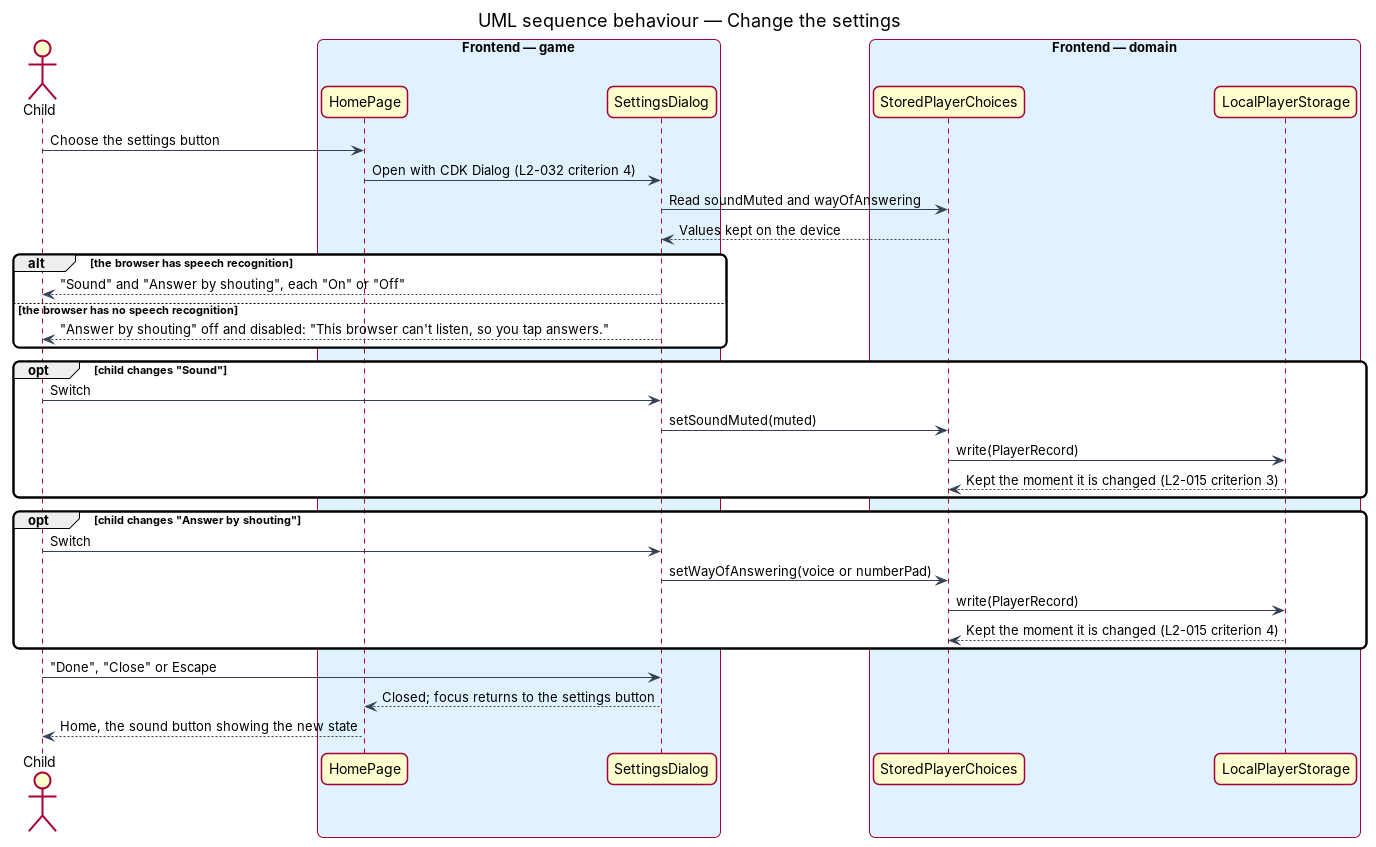 UML sequence behaviour — Change the settings
Frontend — game
Frontend — domain
Child
HomePage
SettingsDialog
StoredPlayerChoices
LocalPlayerStorage
Choose the settings button
Open with CDK Dialog (L2-032 criterion 4)
Read soundMuted and wayOfAnswering
Values kept on the device
alt
[the browser has speech recognition]
"Sound" and "Answer by shouting", each "On" or "Off"
[the browser has no speech recognition]
"Answer by shouting" off and disabled: "This browser can't listen, so you tap answers."
opt
[child changes "Sound"]
Switch
setSoundMuted(muted)
write(PlayerRecord)
Kept the moment it is changed (L2-015 criterion 3)
opt
[child changes "Answer by shouting"]
Switch
setWayOfAnswering(voice or numberPad)
write(PlayerRecord)
Kept the moment it is changed (L2-015 criterion 4)
"Done", "Close" or Escape
Closed; focus returns to the settings button
Home, the sound button showing the new state
Child
HomePage
SettingsDialog
StoredPlayerChoices
LocalPlayerStorage